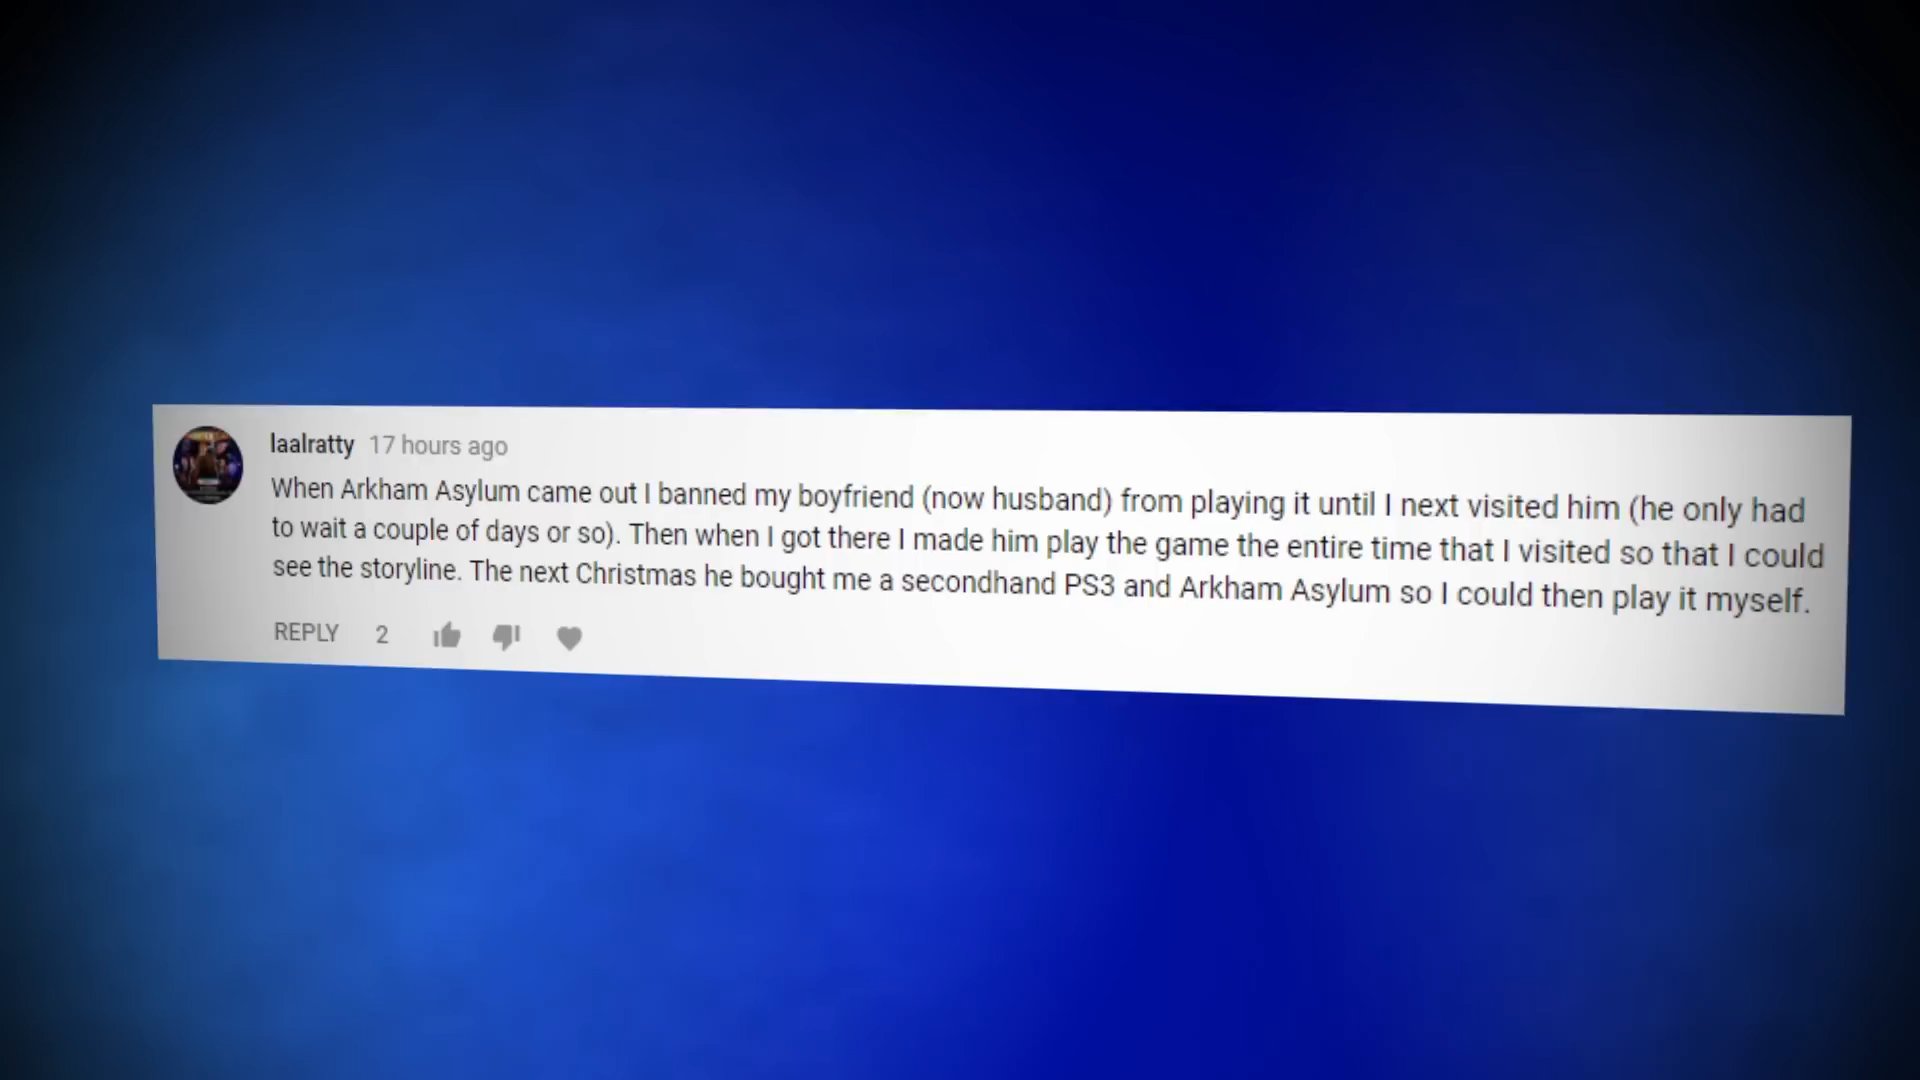 laalratty 17 hours ago
When Arkham Asylum came out I banned my boyfriend (now husband) from playing it until I next visited him (he only had
to wait a couple of days or so). Then when I got there I made him play the game the entire time that I visited so that I could
see the storyline. The next Christmas he bought me a secondhand PS3 and Arkham Asylum so I could then play it myself.
REPLY 2